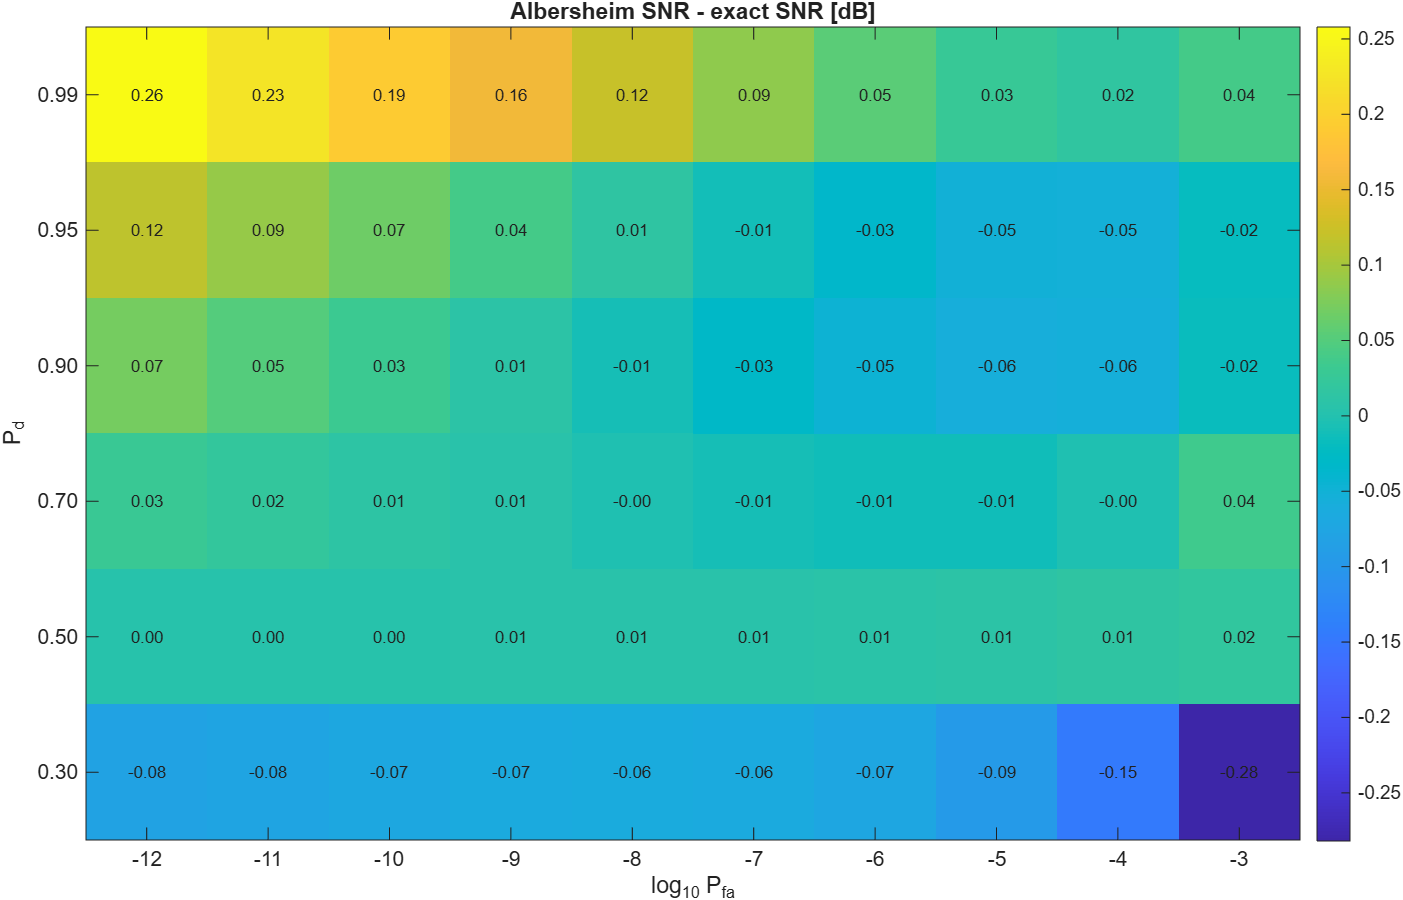 Albersheim SNR - exact SNR [dB]
0.99 0.26 0.23 0.19 0.16 0.12 0.09 0.05 0.03 0.02 0.04
0.95 0.12 0.09 0.07 0.04 0.01 -0.01 -0.03 -0.05 -0.05 -0.02
0.90 0.07 0.05 0.03 0.01 -0.01 -0.03 -0.05 -0.06 -0.06 -0.02
0.70 0.03 0.02 0.01 0.01 -0.00 -0.01 -0.01 -0.01 -0.00 0.04
0.50 0.00 0.00 0.00 0.01 0.01 0.01 0.01 0.01 0.01 0.02
0.30 -0.08 -0.08 -0.07 -0.07 -0.06 -0.06 -0.07 -0.09 -0.15 -0.28
-12 -11 -10 -9 -8 -7 -6 -5 -4 -3
log10 Pfa
Pd
0.25
0.2
0.15
0.1
0.05
0
-0.05
-0.1
-0.15
-0.2
-0.25